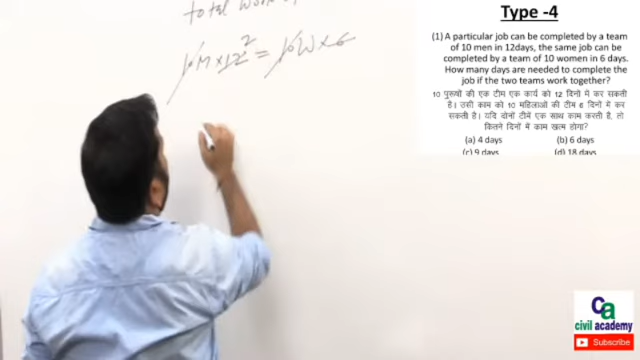 total work
10M×12 2 = 10W×6
Type -4
(1) A particular job can be completed by a team
of 10 men in 12days, the same job can be
completed by a team of 10 women in 6 days.
How many days are needed to complete the
job if the two teams work together?
10 पुरुषों की एक टीम एक कार्य को 12 दिनों में कर सकती
है। उसी काम को 10 महिलाओं की टीम 6 दिनों में कर
सकती है। यदि दोनों टीमें एक साथ काम करती है, तो
कितने दिनों में काम खत्म होगा?
(a) 4 days (b) 6 days
(c) 9 days (d) 18 days
ca
civil academy
Subscribe